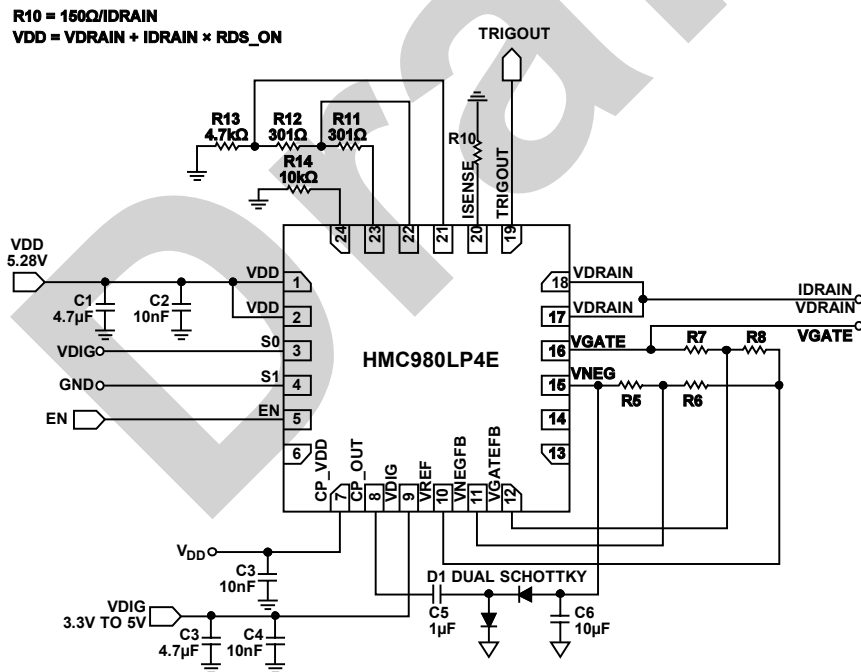 R10 = 150Ω/IDRAIN
VDD = VDRAIN + IDRAIN × RDS_ON
TRIGOUT
R13
4.7kΩ
R12
301Ω
R11
301Ω
R14
10kΩ
R10
ISENSE
TRIGOUT
24
23
22
21
20
19
VDD
5.28V
C1
4.7µF
C2
10nF
VDD
1
VDD
2
VDIG
S0
3
GND
S1
4
EN
EN
5
6
HMC980LP4E
18
VDRAIN
17
VDRAIN
16
VGATE
15
VNEG
14
13
IDRAIN
VDRAIN
VGATE
R7
R8
R5
R6
CP_VDD
CP_OUT
VDIG
VREF
VNEGFB
VGATEFB
7
8
9
10
11
12
VDD
C3
10nF
VDIG
3.3V TO 5V
C3
4.7µF
C4
10nF
D1 DUAL SCHOTTKY
C5
1µF
C6
10µF
Dra